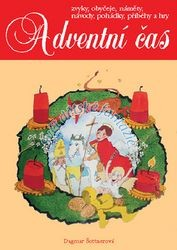 zvyky, obyčeje, náměty,
návody, pohádky, příběhy a hry
Adventní čas
Dagmar Šottnerová